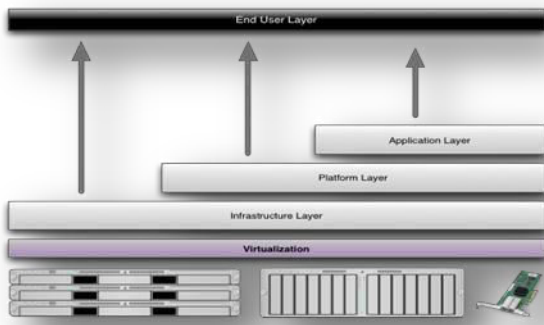 End User Layer
Application Layer
Platform Layer
Infrastructure Layer
Virtualization